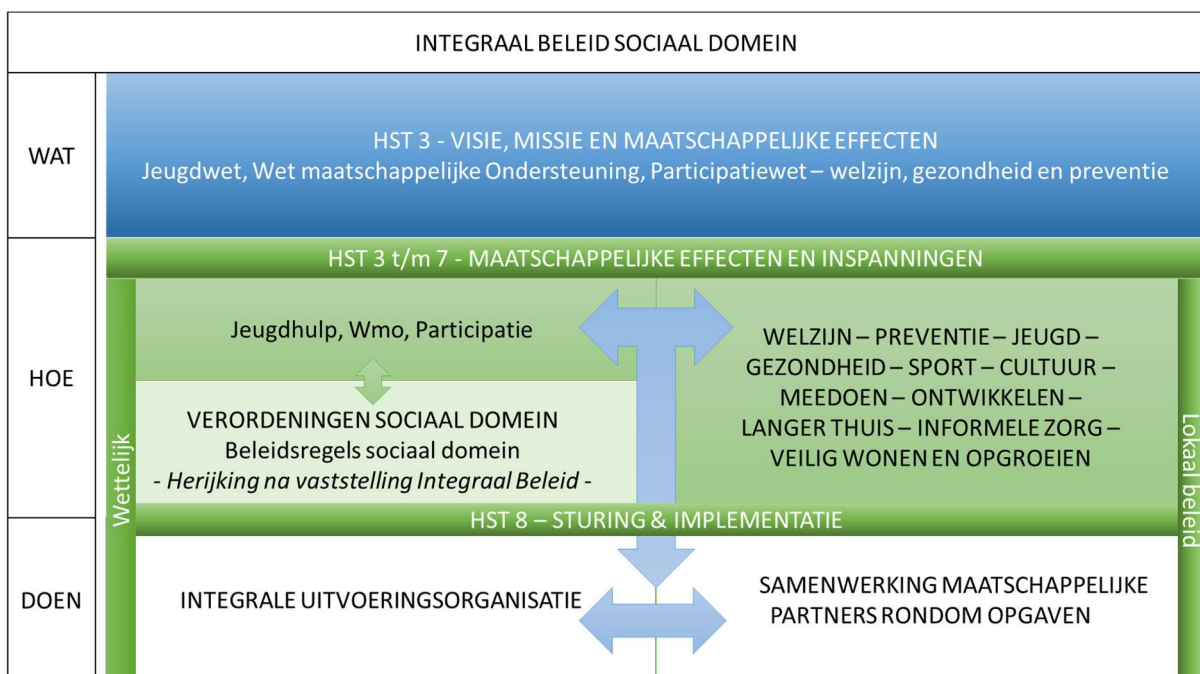 INTEGRAAL BELEID SOCIAAL DOMEIN
WAT
HST 3 - VISIE, MISSIE EN MAATSCHAPPELIJKE EFFECTEN
Jeugdwet, Wet maatschappelijke Ondersteuning, Participatiewet – welzijn, gezondheid en preventie
HOE
HST 3 t/m 7 - MAATSCHAPPELIJKE EFFECTEN EN INSPANNINGEN
Wettelijk
Jeugdhulp, Wmo, Participatie
VERORDENINGEN SOCIAAL DOMEIN
Beleidsregels sociaal domein
- Herijking na vaststelling Integraal Beleid -
WELZIJN – PREVENTIE – JEUGD –
GEZONDHEID – SPORT – CULTUUR –
MEEDOEN – ONTWIKKELEN –
LANGER THUIS – INFORMELE ZORG –
VEILIG WONEN EN OPGROEIEN
Lokaal beleid
HST 8 – STURING & IMPLEMENTATIE
DOEN
INTEGRALE UITVOERINGSORGANISATIE
SAMENWERKING MAATSCHAPPELIJKE
PARTNERS RONDOM OPGAVEN